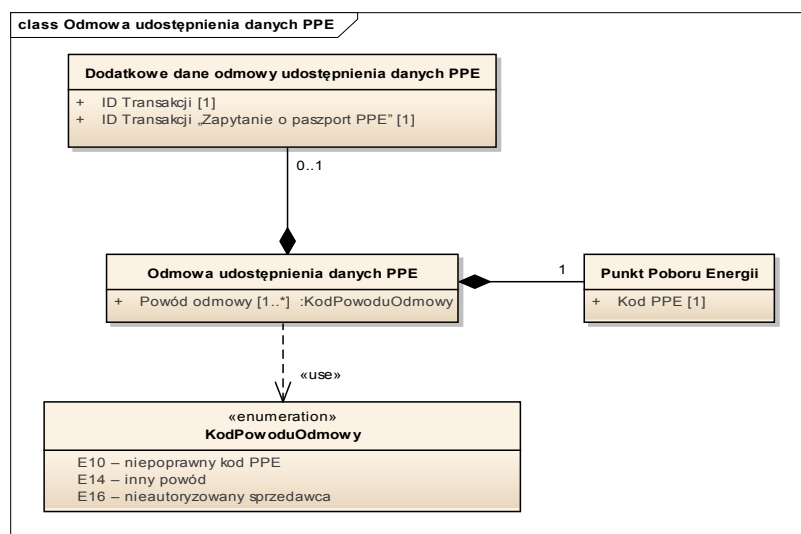 class Odmowa udostępnienia danych PPE
Dodatkowe dane odmowy udostępnienia danych PPE
+ ID Transakcji [1]
+ ID Transakcji „Zapytanie o paszport PPE” [1]
0..1
Odmowa udostępnienia danych PPE
+ Powód odmowy [1..*] :KodPowoduOdmowy
1
Punkt Poboru Energii
+ Kod PPE [1]
«use»
«enumeration»
KodPowoduOdmowy
E10 – niepoprawny kod PPE
E14 – inny powód
E16 – nieautoryzowany sprzedawca